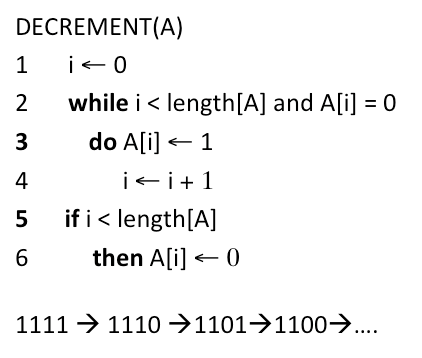 DECREMENT(A)
1 i ← 0
2 while i < length[A] and A[i] = 0
3 do A[i] ← 1
4 i ← i + 1
5 if i < length[A]
6 then A[i] ← 0
1111 → 1110 →1101→1100→....